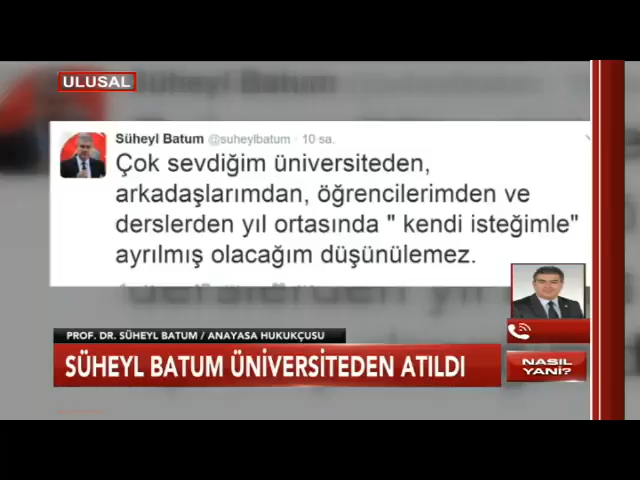 ULUSAL
Süheyl Batum @suheylbatum · 10 sa.
Çok sevdiğim üniversiteden,
arkadaşlarımdan, öğrencilerimden ve
derslerden yıl ortasında " kendi isteğimle"
ayrılmış olacağım düşünülemez.
PROF. DR. SÜHEYL BATUM / ANAYASA HUKUKÇUSU
SÜHEYL BATUM ÜNİVERSİTEDEN ATILDI
NASIL
YANİ?